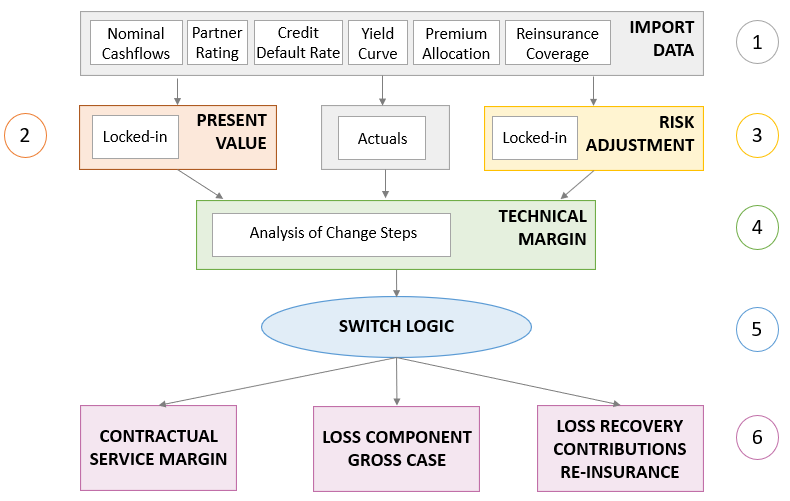 Nominal
Cashflows
Partner
Rating
Credit
Default Rate
Yield
Curve
Premium
Allocation
Reinsurance
Coverage
IMPORT
DATA
1
2
Locked-in
PRESENT
VALUE
Actuals
Locked-in
RISK
ADJUSTMENT
3
Analysis of Change Steps
TECHNICAL
MARGIN
4
SWITCH LOGIC
5
CONTRACTUAL
SERVICE MARGIN
LOSS COMPONENT
GROSS CASE
LOSS RECOVERY
CONTRIBUTIONS
RE-INSURANCE
6